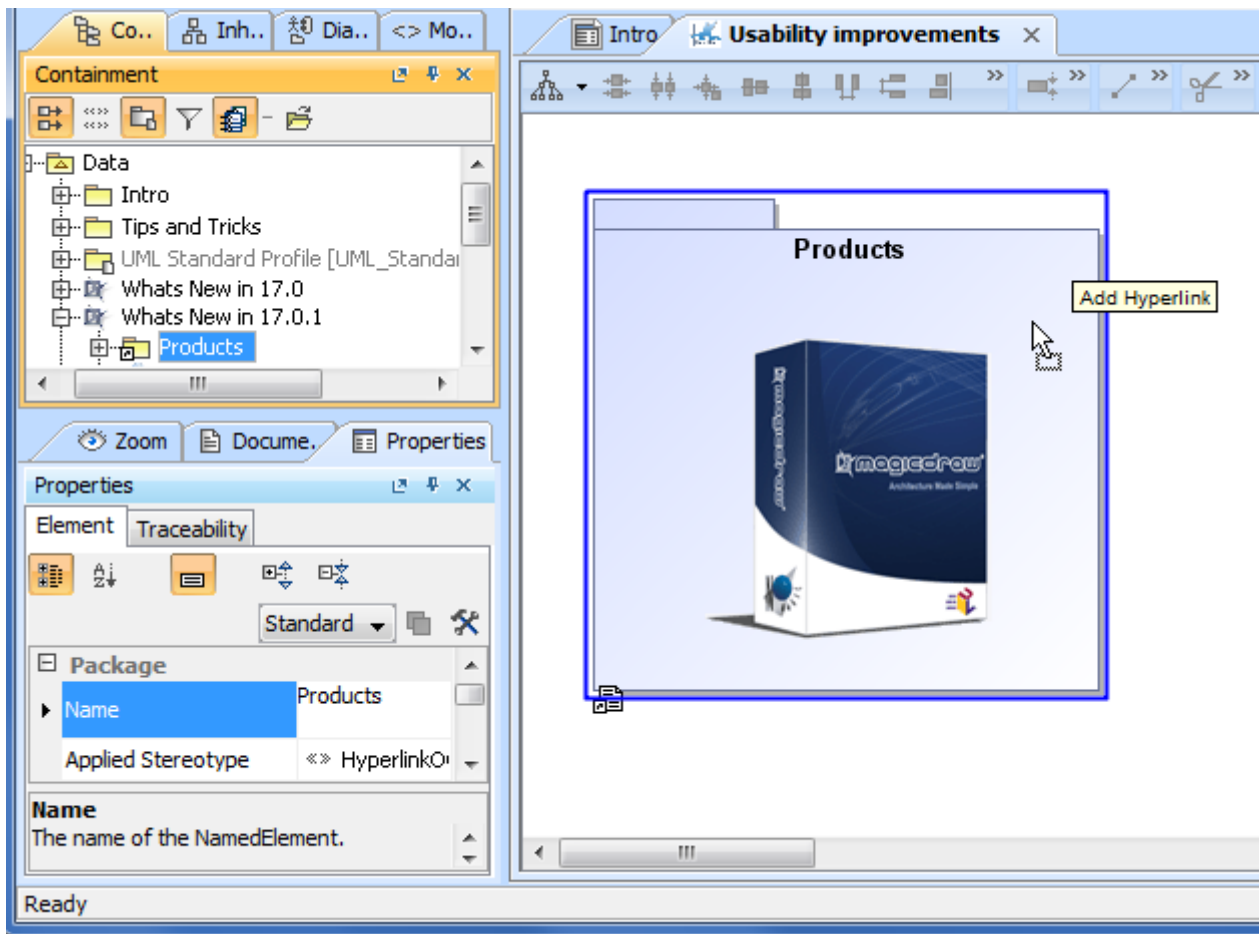 Co.. Inh.. Dia.. <> Mo..
Containment
Data
Intro
Tips and Tricks
UML Standard Profile [UML_Standar
Whats New in 17.0
Whats New in 17.0.1
Products
Zoom Docume. Properties
Properties
Element Traceability
Standard
Package
Name Products
Applied Stereotype «» HyperlinkO
Name
The name of the NamedElement.
Ready
Intro Usability improvements
Products
Add Hyperlink
magicdraw
magicdraw
Architecture Made Simple